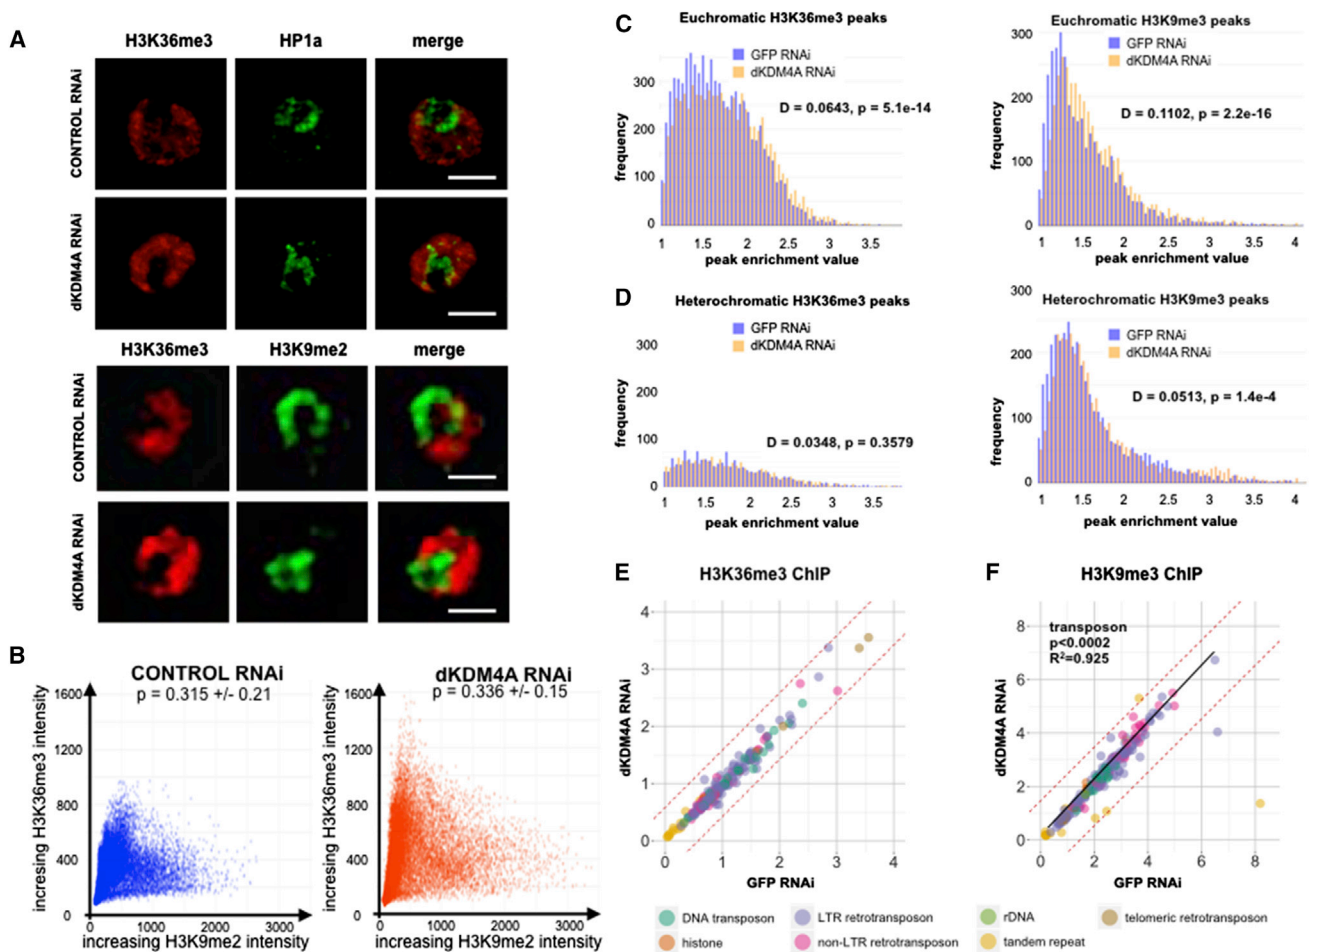 A
H3K36me3 HP1a merge
CONTROL RNAi
dKDM4A RNAi
H3K36me3 H3K9me2 merge
CONTROL RNAi
dKDM4A RNAi
B
CONTROL RNAi
p = 0.315 +/- 0.21
incresing H3K36me3 intensity
1600
1200
800
400
0
0 1000 2000 3000
increasing H3K9me2 intensity
dKDM4A RNAi
p = 0.336 +/- 0.15
increasing H3K36me3 intensity
1600
1200
800
400
0
0 1000 2000 3000
increasing H3K9me2 intensity
C
Euchromatic H3K36me3 peaks
GFP RNAi
dKDM4A RNAi
D = 0.0643, p = 5.1e-14
frequency
300
200
100
0
1 1.5 2 2.5 3 3.5
peak enrichment value
Euchromatic H3K9me3 peaks
GFP RNAi
dKDM4A RNAi
D = 0.1102, p = 2.2e-16
frequency
300
200
100
0
1 1.5 2 2.5 3 3.5 4
peak enrichment value
D
Heterochromatic H3K36me3 peaks
GFP RNAi
dKDM4A RNAi
D = 0.0348, p = 0.3579
frequency
300
200
100
0
1 1.5 2 2.5 3 3.5
peak enrichment value
Heterochromatic H3K9me3 peaks
GFP RNAi
dKDM4A RNAi
D = 0.0513, p = 1.4e-4
frequency
300
200
100
0
1 1.5 2 2.5 3 3.5 4
peak enrichment value
E
H3K36me3 ChIP
dKDM4A RNAi
4
3
2
1
0
0 1 2 3 4
GFP RNAi
F
H3K9me3 ChIP
transposon
p<0.0002
R²=0.925
dKDM4A RNAi
8
6
4
2
0
0 2 4 6 8
GFP RNAi
DNA transposon LTR retrotransposon rDNA telomeric retrotransposon
histone non-LTR retrotransposon tandem repeat